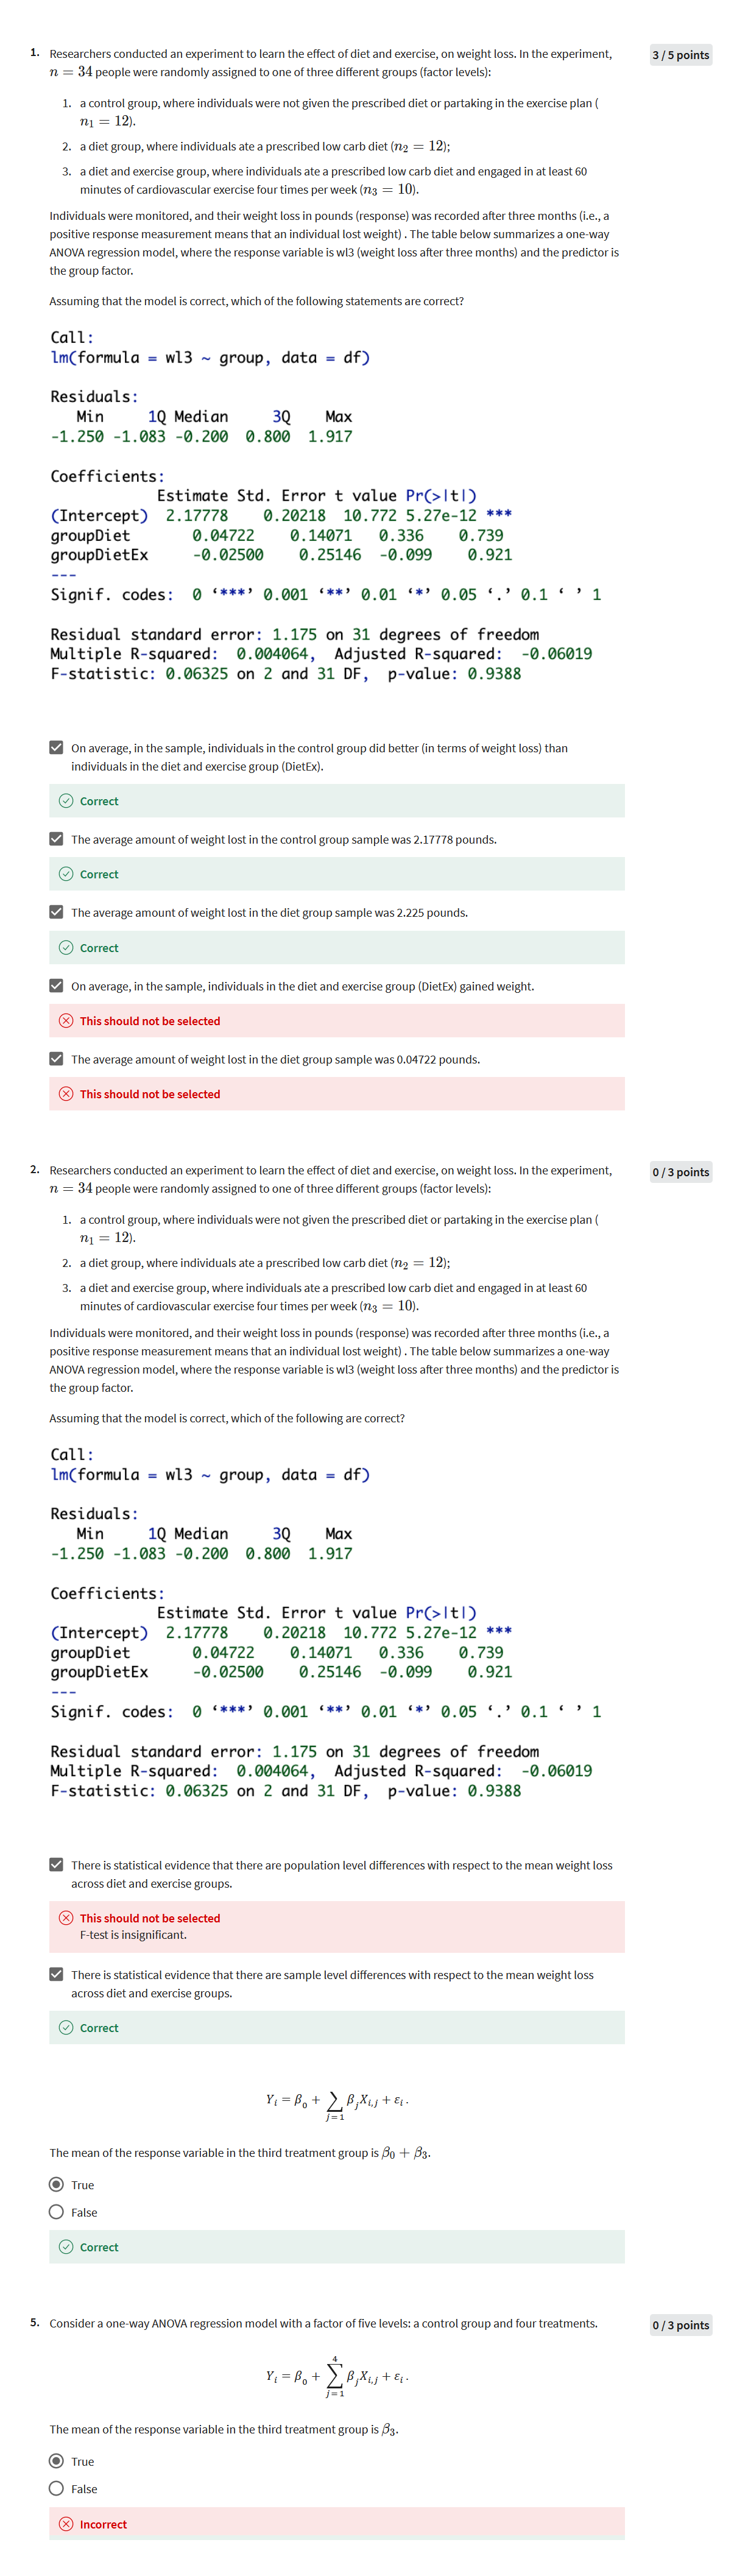 1. Researchers conducted an experiment to learn the effect of diet and exercise, on weight loss. In the experiment,
3 / 5 points
n = 34 people were randomly assigned to one of three different groups (factor levels):
1. a control group, where individuals were not given the prescribed diet or partaking in the exercise plan (
n₁ = 12).
2. a diet group, where individuals ate a prescribed low carb diet (n₂ = 12);
3. a diet and exercise group, where individuals ate a prescribed low carb diet and engaged in at least 60
minutes of cardiovascular exercise four times per week (n₃ = 10).
Individuals were monitored, and their weight loss in pounds (response) was recorded after three months (i.e., a
positive response measurement means that an individual lost weight) . The table below summarizes a one-way
ANOVA regression model, where the response variable is wl3 (weight loss after three months) and the predictor is
the group factor.
Assuming that the model is correct, which of the following statements are correct?
Call:
lm(formula = wl3 ~ group, data = df)
Residuals:
Min 1Q Median 3Q Max
-1.250 -1.083 -0.200 0.800 1.917
Coefficients:
Estimate Std. Error t value Pr(>|t|)
(Intercept) 2.17778 0.20218 10.772 5.27e-12 ***
groupDiet 0.04722 0.14071 0.336 0.739
groupDietEx -0.02500 0.25146 -0.099 0.921
---
Signif. codes: 0 ‘***’ 0.001 ‘**’ 0.01 ‘*’ 0.05 ‘.’ 0.1 ‘ ’ 1
Residual standard error: 1.175 on 31 degrees of freedom
Multiple R-squared: 0.004064, Adjusted R-squared: -0.06019
F-statistic: 0.06325 on 2 and 31 DF, p-value: 0.9388
On average, in the sample, individuals in the control group did better (in terms of weight loss) than
individuals in the diet and exercise group (DietEx).
Correct
The average amount of weight lost in the control group sample was 2.17778 pounds.
Correct
The average amount of weight lost in the diet group sample was 2.225 pounds.
Correct
On average, in the sample, individuals in the diet and exercise group (DietEx) gained weight.
This should not be selected
The average amount of weight lost in the diet group sample was 0.04722 pounds.
This should not be selected
2. Researchers conducted an experiment to learn the effect of diet and exercise, on weight loss. In the experiment,
0 / 3 points
n = 34 people were randomly assigned to one of three different groups (factor levels):
1. a control group, where individuals were not given the prescribed diet or partaking in the exercise plan (
n₁ = 12).
2. a diet group, where individuals ate a prescribed low carb diet (n₂ = 12);
3. a diet and exercise group, where individuals ate a prescribed low carb diet and engaged in at least 60
minutes of cardiovascular exercise four times per week (n₃ = 10).
Individuals were monitored, and their weight loss in pounds (response) was recorded after three months (i.e., a
positive response measurement means that an individual lost weight) . The table below summarizes a one-way
ANOVA regression model, where the response variable is wl3 (weight loss after three months) and the predictor is
the group factor.
Assuming that the model is correct, which of the following are correct?
Call:
lm(formula = wl3 ~ group, data = df)
Residuals:
Min 1Q Median 3Q Max
-1.250 -1.083 -0.200 0.800 1.917
Coefficients:
Estimate Std. Error t value Pr(>|t|)
(Intercept) 2.17778 0.20218 10.772 5.27e-12 ***
groupDiet 0.04722 0.14071 0.336 0.739
groupDietEx -0.02500 0.25146 -0.099 0.921
---
Signif. codes: 0 ‘***’ 0.001 ‘**’ 0.01 ‘*’ 0.05 ‘.’ 0.1 ‘ ’ 1
Residual standard error: 1.175 on 31 degrees of freedom
Multiple R-squared: 0.004064, Adjusted R-squared: -0.06019
F-statistic: 0.06325 on 2 and 31 DF, p-value: 0.9388
There is statistical evidence that there are population level differences with respect to the mean weight loss
across diet and exercise groups.
This should not be selected
F-test is insignificant.
There is statistical evidence that there are sample level differences with respect to the mean weight loss
across diet and exercise groups.
Correct
Yᵢ = β₀ + ∑ⱼ₌₁ βⱼXᵢ,ⱼ + εᵢ.
The mean of the response variable in the third treatment group is β₀ + β₃.
True
False
Correct
5. Consider a one-way ANOVA regression model with a factor of five levels: a control group and four treatments.
0 / 3 points
Yᵢ = β₀ + ∑ⱼ₌₁⁴ βⱼXᵢ,ⱼ + εᵢ.
The mean of the response variable in the third treatment group is β₃.
True
False
Incorrect